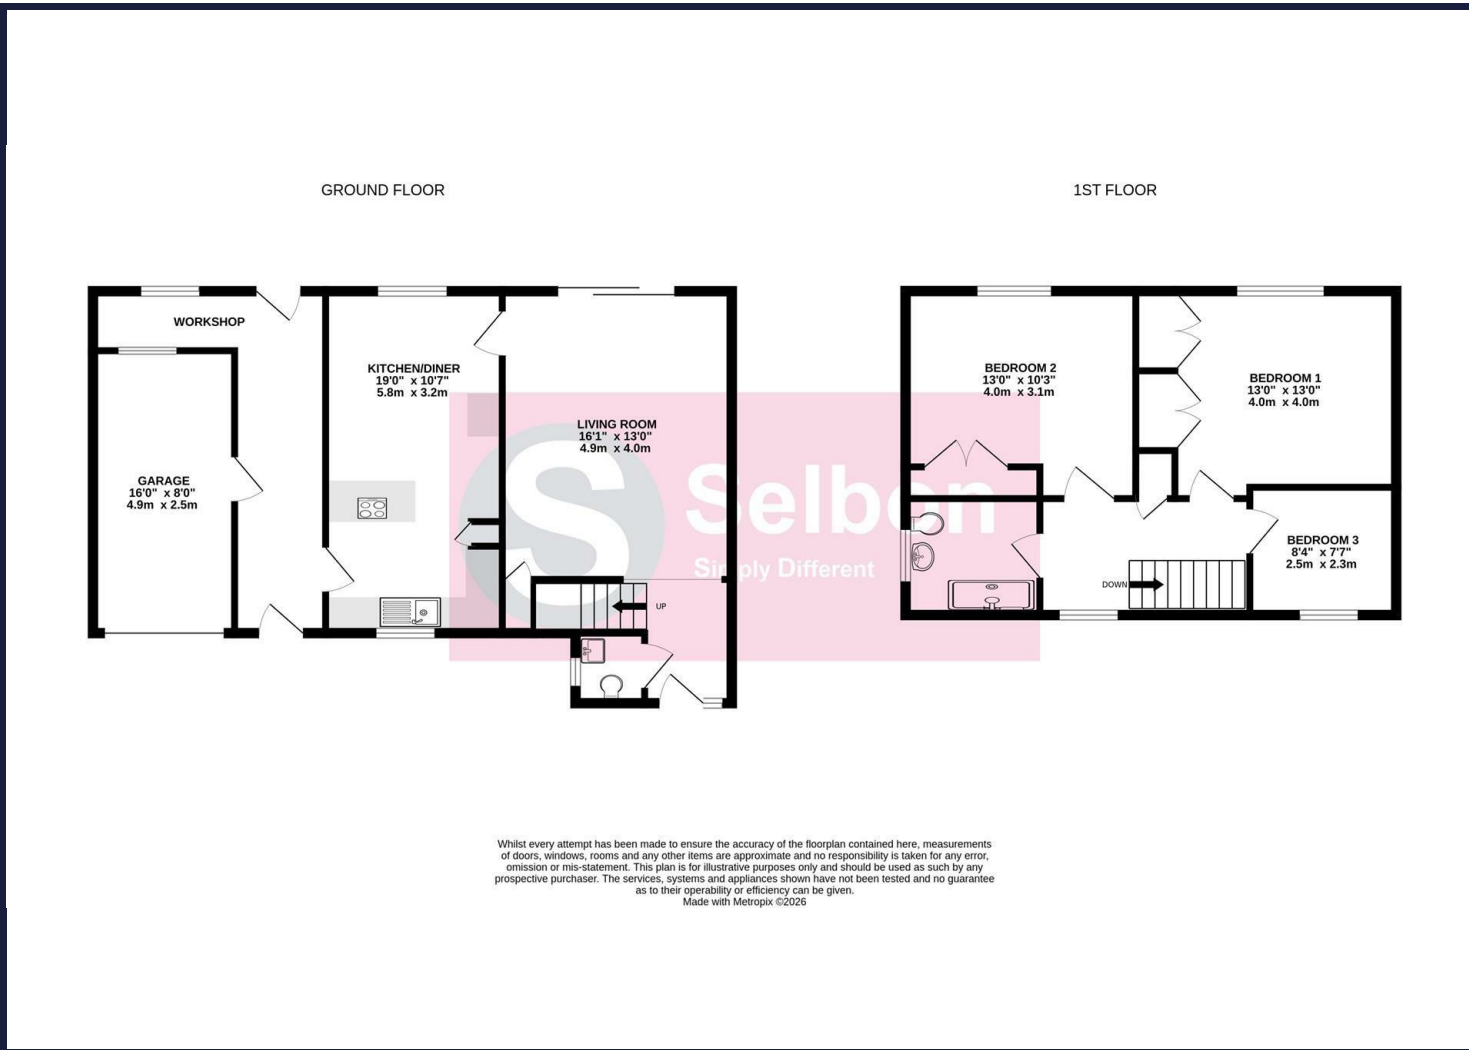 GROUND FLOOR
1ST FLOOR
WORKSHOP
KITCHEN/DINER
19'0" x 10'7"
5.8m x 3.2m
LIVING ROOM
16'1" x 13'0"
4.9m x 4.0m
GARAGE
16'0" x 8'0"
4.9m x 2.5m
UP
BEDROOM 2
13'0" x 10'3"
4.0m x 3.1m
BEDROOM 1
13'0" x 13'0"
4.0m x 4.0m
BEDROOM 3
8'4" x 7'7"
2.5m x 2.3m
DOWN
S Selbon
Simply Different
Whilst every attempt has been made to ensure the accuracy of the floorplan contained here, measurements
of doors, windows, rooms and any other items are approximate and no responsibility is taken for any error,
omission or mis-statement. This plan is for illustrative purposes only and should be used as such by any
prospective purchaser. The services, systems and appliances shown have not been tested and no guarantee
as to their operability or efficiency can be given.
Made with Metropix ©2026